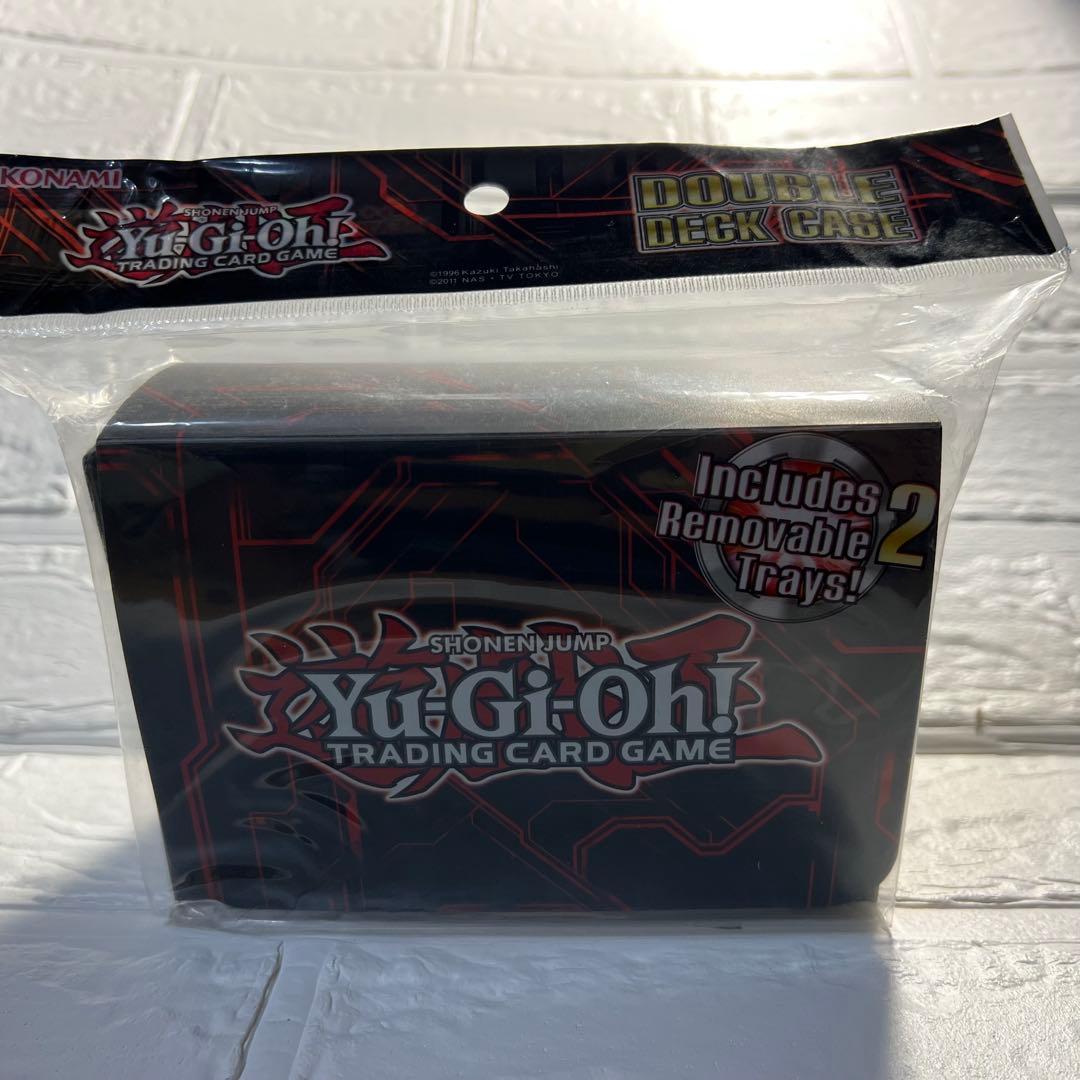 KONAMI
SHONEN JUMP
Yu-Gi-Oh!
TRADING CARD GAME
©1996 Kazuki Takahashi
©2011 NAS • TV TOKYO
DOUBLE
DECK CASE
Includes 2
Removable
Trays!
SHONEN JUMP
Yu-Gi-Oh!
TRADING CARD GAME